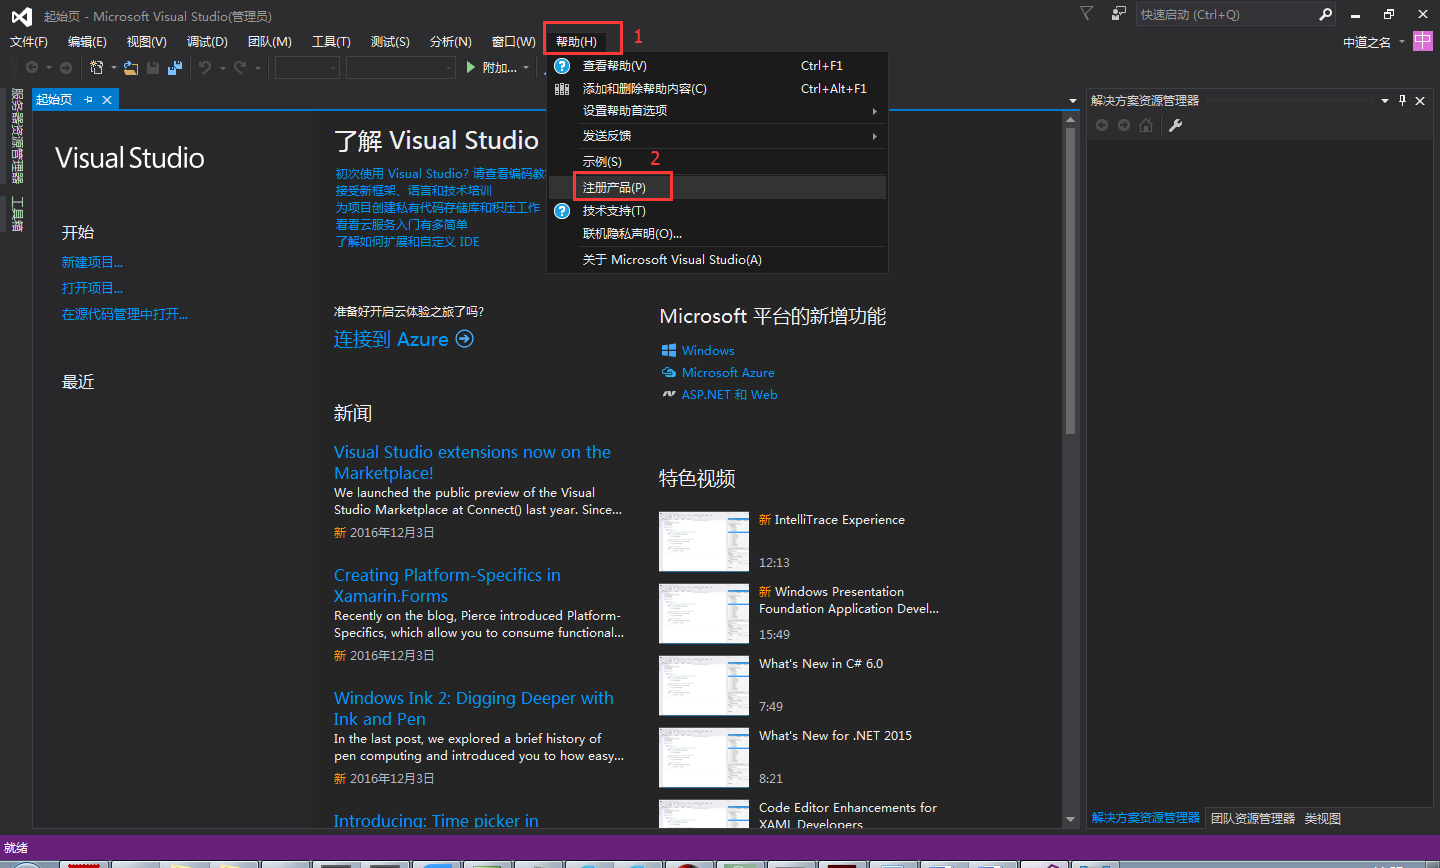 起始页 - Microsoft Visual Studio(管理员)
快速启动 (Ctrl+Q)
文件(F) 编辑(E) 视图(V) 调试(D) 团队(M) 工具(T) 测试(S) 分析(N) 窗口(W) 帮助(H) 1
中道之名 中
附加...
服务器资源管理器
工具箱
起始页
Visual Studio
开始
新建项目...
打开项目...
在源代码管理中打开...
最近
了解 Visual Studio
初次使用 Visual Studio? 请查看编码教
接受新框架、语言和技术培训
为项目创建私有代码存储库和积压工作
看看云服务入门有多简单
了解如何扩展和自定义 IDE
查看帮助(V) Ctrl+F1
添加和删除帮助内容(C) Ctrl+Alt+F1
设置帮助首选项
发送反馈
示例(S) 2
注册产品(P)
技术支持(T)
联机隐私声明(O)...
关于 Microsoft Visual Studio(A)
准备好开启云体验之旅了吗?
连接到 Azure
新闻
Visual Studio extensions now on the
Marketplace!
We launched the public preview of the Visual
Studio Marketplace at Connect() last year. Since...
新 2016年12月3日
Creating Platform-Specifics in
Xamarin.Forms
Recently on the blog, Pierce introduced Platform-
Specifics, which allow you to consume functional...
新 2016年12月3日
Windows Ink 2: Digging Deeper with
Ink and Pen
In the last post, we explored a brief history of
pen computing and introduced you to how easy...
新 2016年12月3日
Introducing: Time picker in
Microsoft 平台的新增功能
Windows
Microsoft Azure
ASP.NET 和 Web
特色视频
新 IntelliTrace Experience
12:13
新 Windows Presentation
Foundation Application Devel...
15:49
What's New in C# 6.0
7:49
What's New for .NET 2015
8:21
Code Editor Enhancements for
XAML Developers
解决方案资源管理器
解决方案资源管理器 团队资源管理器 类视图
就绪